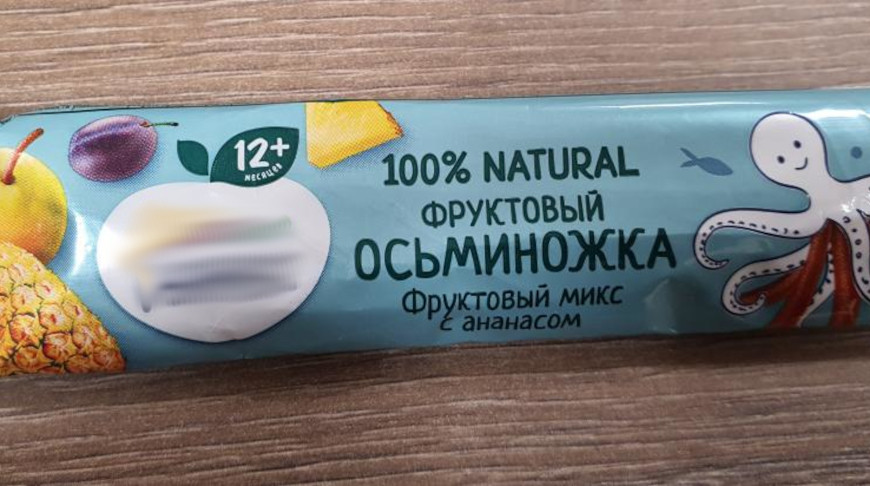 12+
месяцев
100% NATURAL
ФРУКТОВЫЙ
ОСЬМИНОЖКА
Фруктовый микс
с ананасом